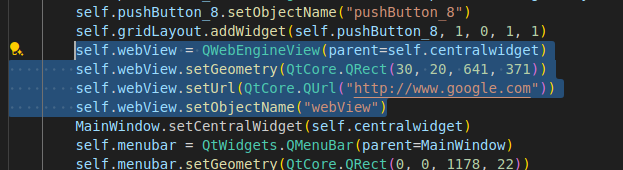 self.pushButton_8.setObjectName("pushButton_8")
self.gridLayout.addWidget(self.pushButton_8, 1, 0, 1, 1)
self.webView = QWebEngineView(parent=self.centralwidget)
self.webView.setGeometry(QtCore.QRect(30, 20, 641, 371))
self.webView.setUrl(QtCore.QUrl("http://www.google.com"))
self.webView.setObjectName("webView")
MainWindow.setCentralWidget(self.centralwidget)
self.menubar = QtWidgets.QMenuBar(parent=MainWindow)
self.menubar.setGeometry(QtCore.QRect(0, 0, 1178, 22))